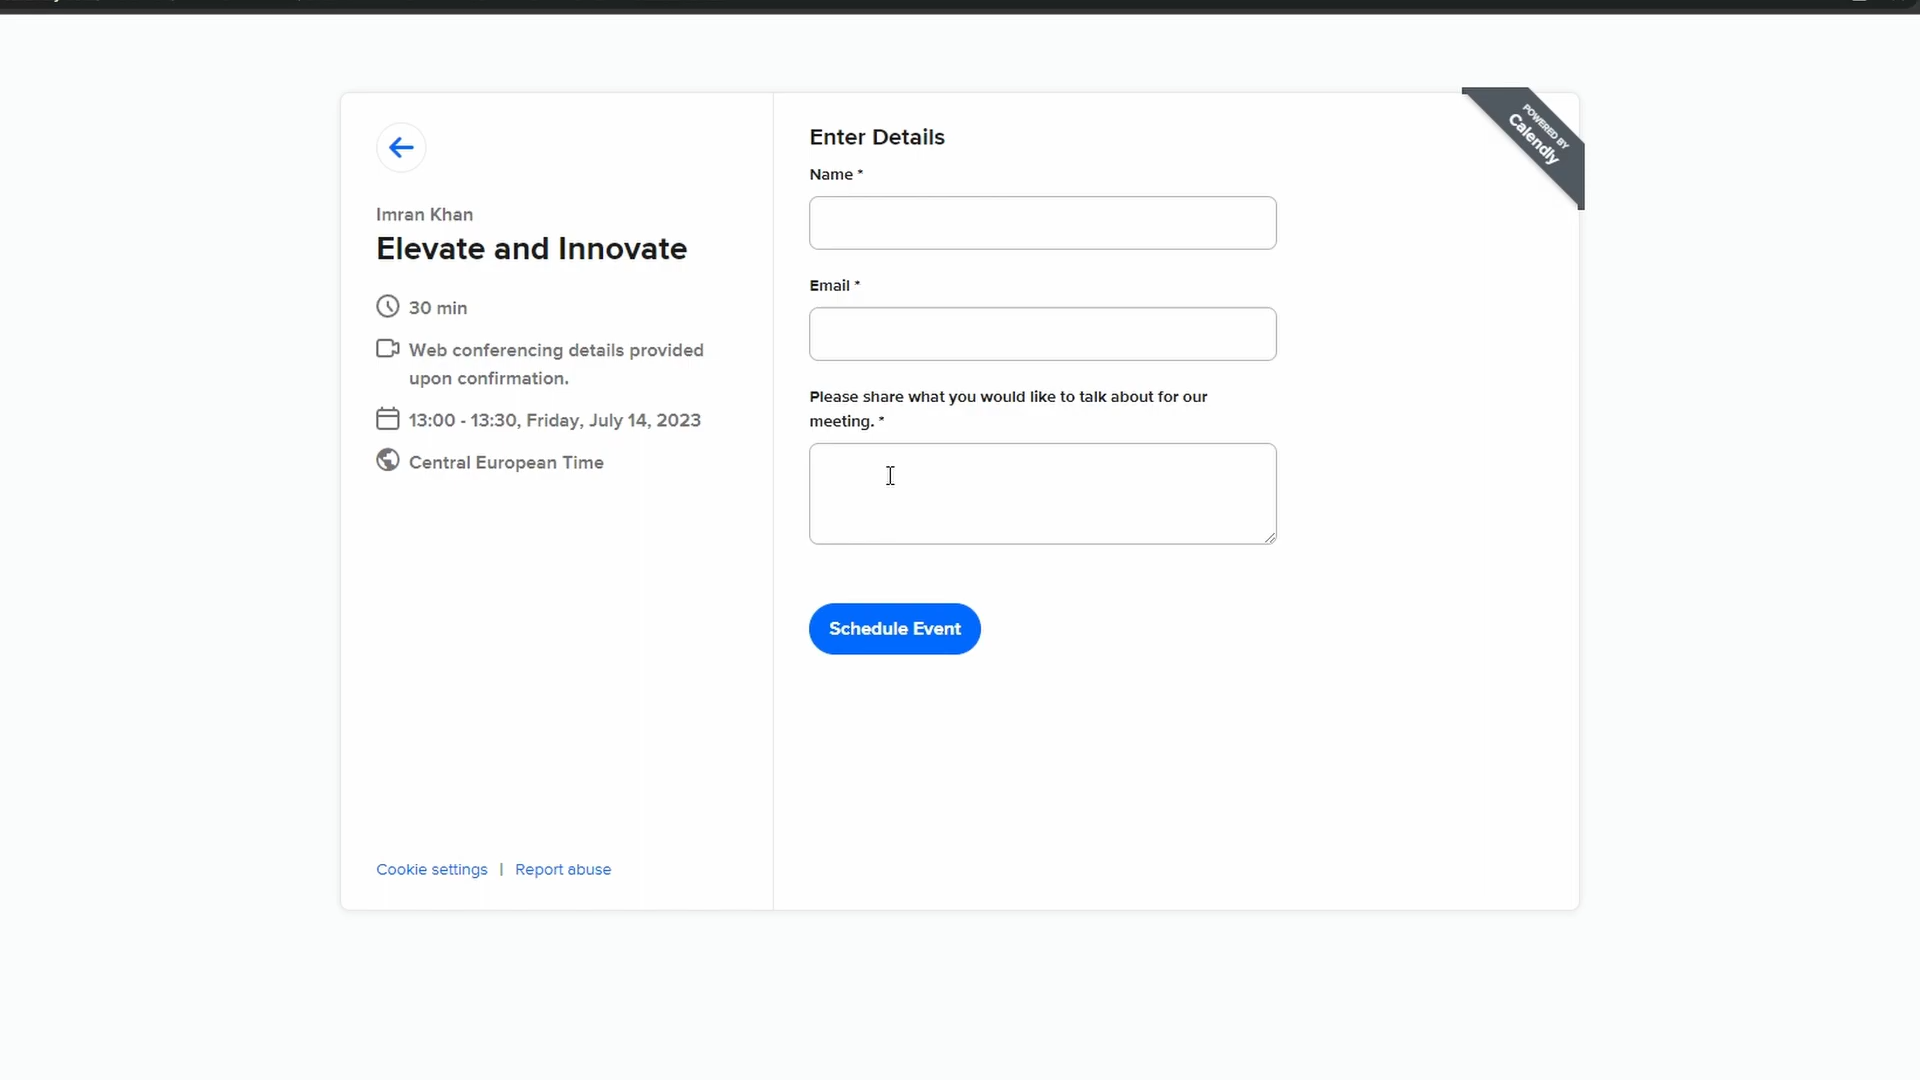 Imran Khan
Elevate and Innovate
30 min
Web conferencing details provided
upon confirmation.
13:00 - 13:30, Friday, July 14, 2023
Central European Time
Cookie settings | Report abuse
Enter Details
Name *
Email *
Please share what you would like to talk about for our
meeting. *
Schedule Event
POWERED BY
Calendly